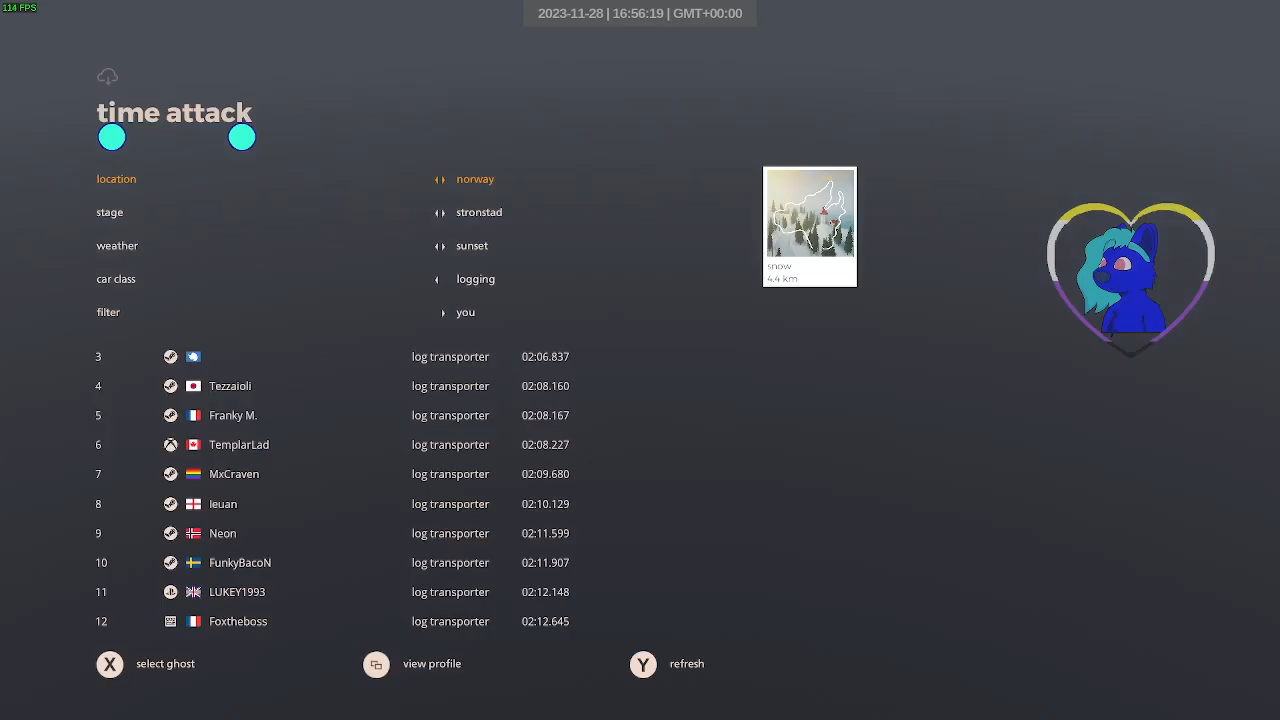 114 FPS
2023-11-28 | 16:56:19 | GMT+00:00
time attack
location norway
stage stronstad
weather sunset
car class logging
filter you
snow
4.4 km
3 log transporter 02:06.837
4 Tezzaioli log transporter 02:08.160
5 Franky M. log transporter 02:08.167
6 TemplarLad log transporter 02:08.227
7 MxCraven log transporter 02:09.680
8 Ieuan log transporter 02:10.129
9 Neon log transporter 02:11.599
10 FunkyBacoN log transporter 02:11.907
11 LUKEY1993 log transporter 02:12.148
12 Foxtheboss log transporter 02:12.645
X select ghost view profile Y refresh